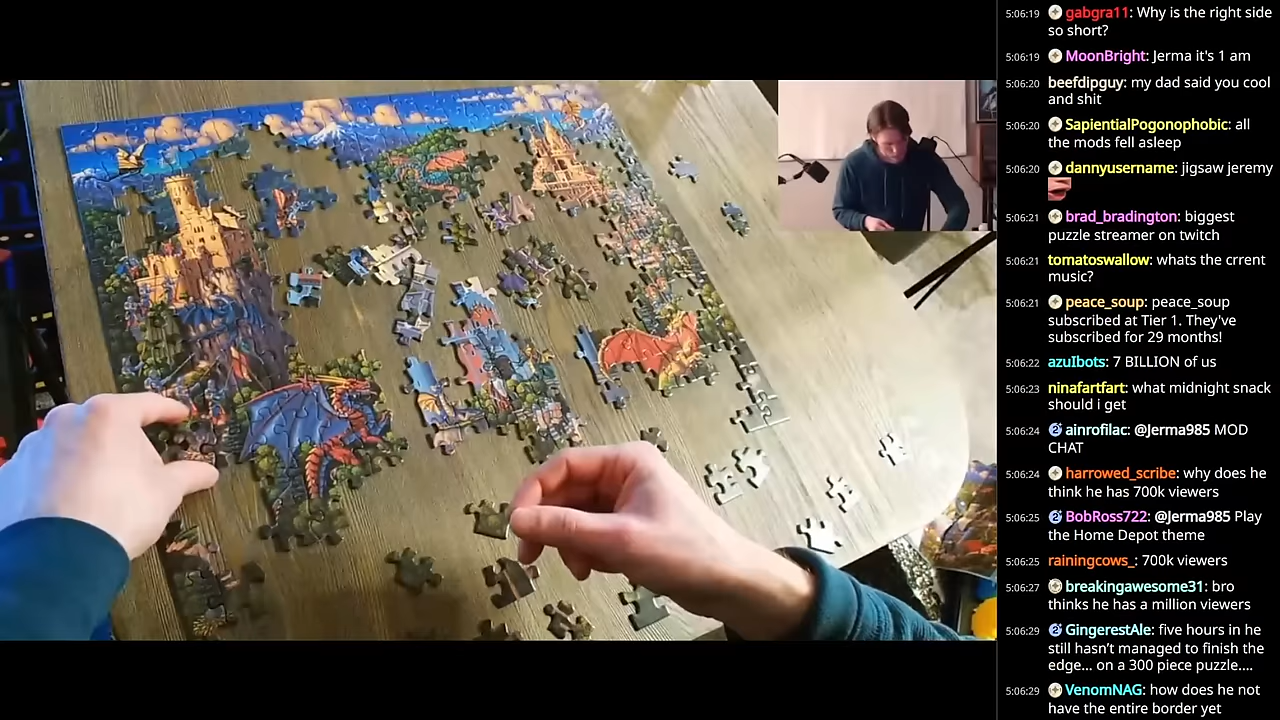 5:06:19 gabgra11: Why is the right side
so short?
5:06:19 MoonBright: Jerma it's 1 am
5:06:20 beefdipguy: my dad said you cool
and shit
5:06:20 SapientialPogonophobic: all
the mods fell asleep
5:06:20 dannyusername: jigsaw jeremy
5:06:21 brad_bradington: biggest
puzzle streamer on twitch
5:06:21 tomatoswallow: whats the crrent
music?
5:06:21 peace_soup: peace_soup
subscribed at Tier 1. They've
subscribed for 29 months!
5:06:22 azuIbots: 7 BILLION of us
5:06:23 ninafartfart: what midnight snack
should i get
5:06:24 ainrofilac: @Jerma985 MOD
CHAT
5:06:24 harrowed_scribe: why does he
think he has 700k viewers
5:06:25 BobRoss722: @Jerma985 Play
the Home Depot theme
5:06:25 rainingcows_: 700k viewers
5:06:27 breakingawesome31: bro
thinks he has a million viewers
5:06:29 GingerestAle: five hours in he
still hasn't managed to finish the
edge... on a 300 piece puzzle....
5:06:29 VenomNAG: how does he not
have the entire border yet